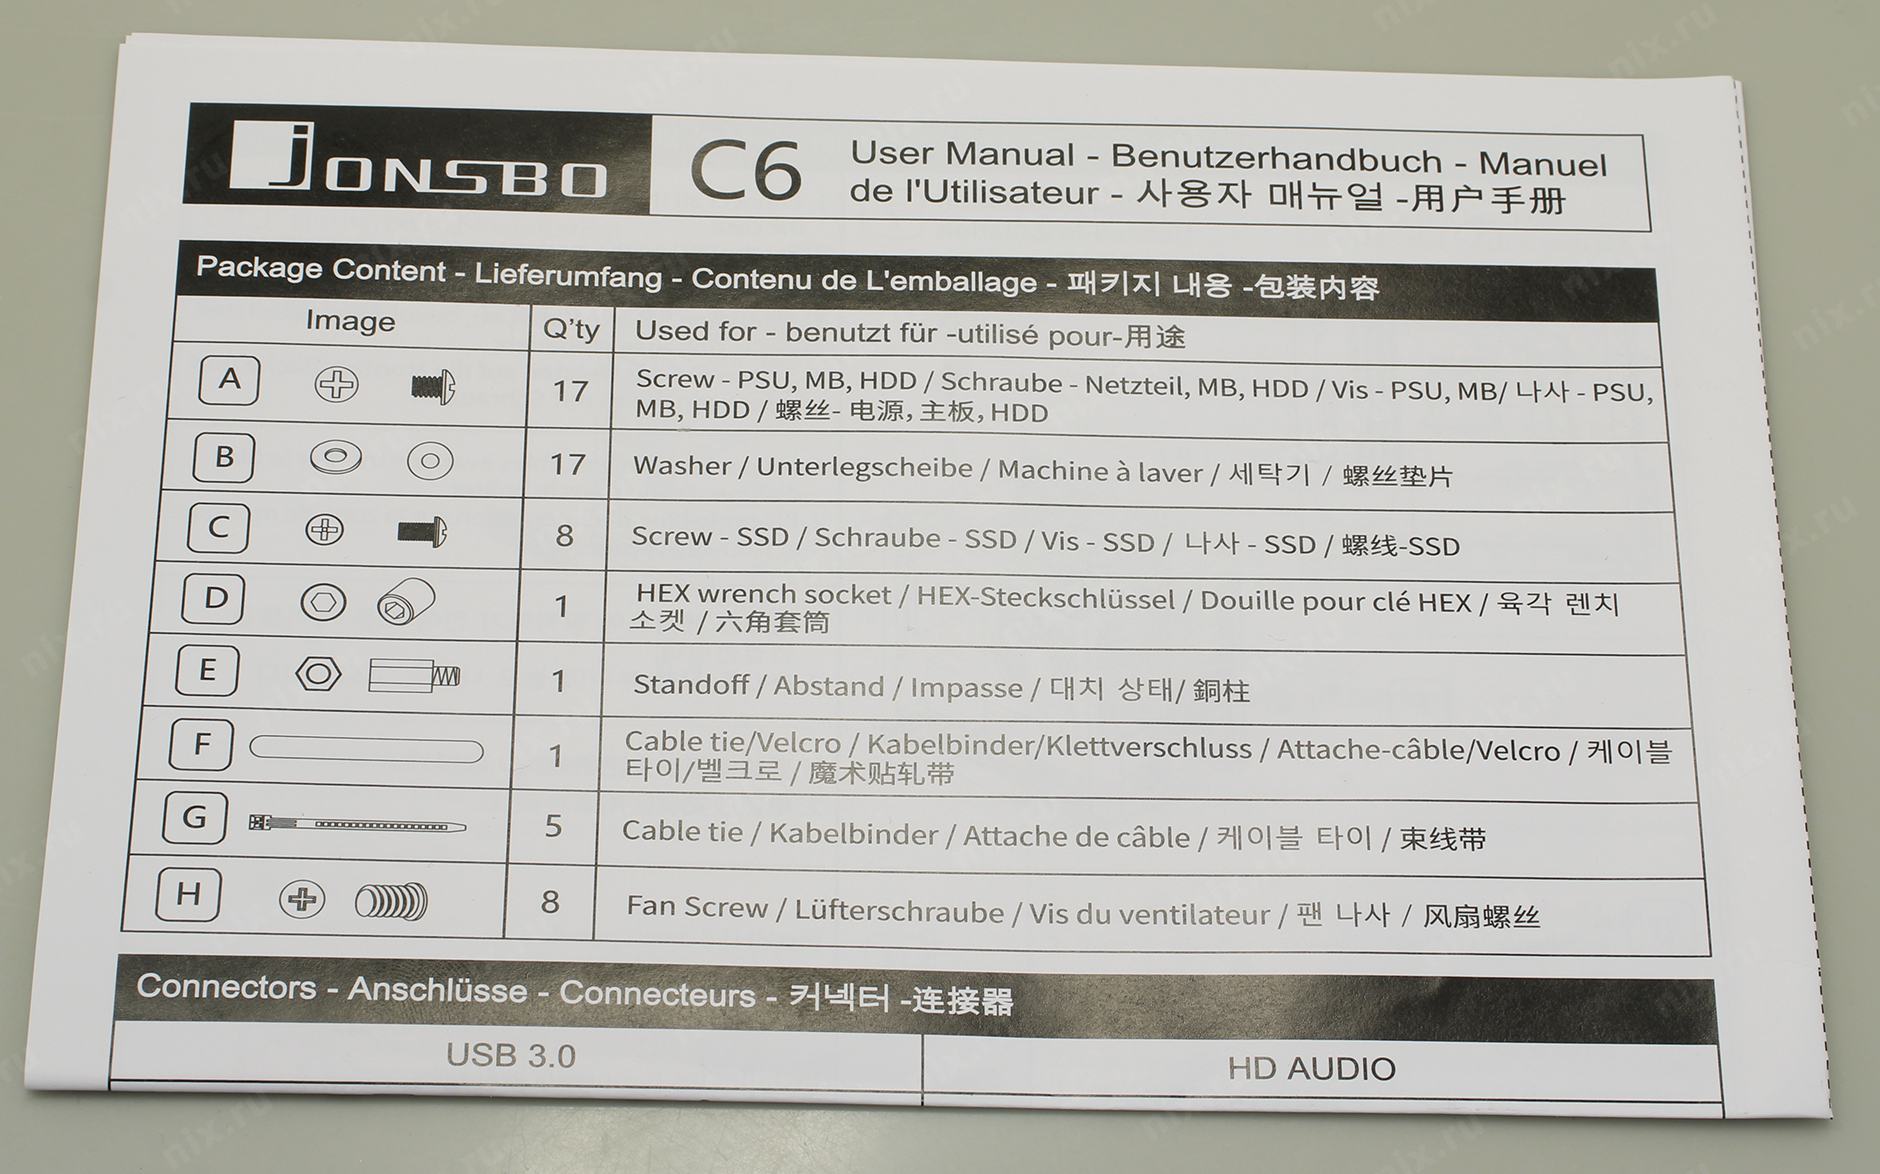 JONSBO
C6
User Manual - Benutzerhandbuch - Manuel
de l'Utilisateur - 사용자 매뉴얼 -用户手册
Package Content - Lieferumfang - Contenu de L'emballage - 패키지 내용 -包装内容
Image Q'ty Used for - benutzt für -utilisé pour-用途
A 17 Screw - PSU, MB, HDD / Schraube - Netzteil, MB, HDD / Vis - PSU, MB/ 나사 - PSU,
MB, HDD / 螺丝- 电源, 主板, HDD
B 17 Washer / Unterlegscheibe / Machine à laver / 세탁기 / 螺丝垫片
C 8 Screw - SSD / Schraube - SSD / Vis - SSD / 나사 - SSD / 螺线-SSD
D 1 HEX wrench socket / HEX-Steckschlüssel / Douille pour clé HEX / 육각 렌치
소켓 / 六角套筒
E 1 Standoff / Abstand / Impasse / 대치 상태/ 銅柱
F 1 Cable tie/Velcro / Kabelbinder/Klettverschluss / Attache-câble/Velcro / 케이블
타이/벨크로 / 魔术贴轧带
G 5 Cable tie / Kabelbinder / Attache de câble / 케이블 타이 / 束线带
H 8 Fan Screw / Lüfterschraube / Vis du ventilateur / 팬 나사 / 风扇螺丝
Connectors - Anschlüsse - Connecteurs - 커넥터 -连接器
USB 3.0 HD AUDIO
nix.ru